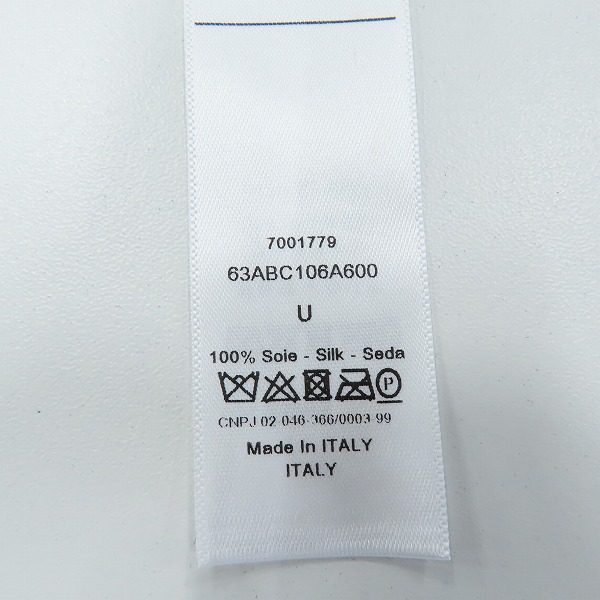 7001779
63ABC106A600
U
100% Soie - Silk - Seda
P
CNPJ 02-046-366/0003-99
Made In ITALY
ITALY